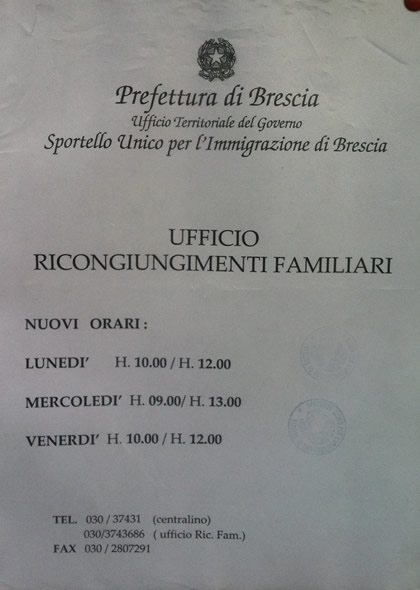 Prefettura di Brescia
Ufficio Territoriale del Governo
Sportello Unico per l'Immigrazione di Brescia
UFFICIO
RICONGIUNGIMENTI FAMILIARI
NUOVI ORARI :
LUNEDI' H. 10.00 / H. 12.00
MERCOLEDI' H. 09.00/ H. 13.00
VENERDI' H. 10.00 / H. 12.00
TEL. 030 / 37431 (centralino)
030/3743686 ( ufficio Ric. Fam.)
FAX 030 / 2807291